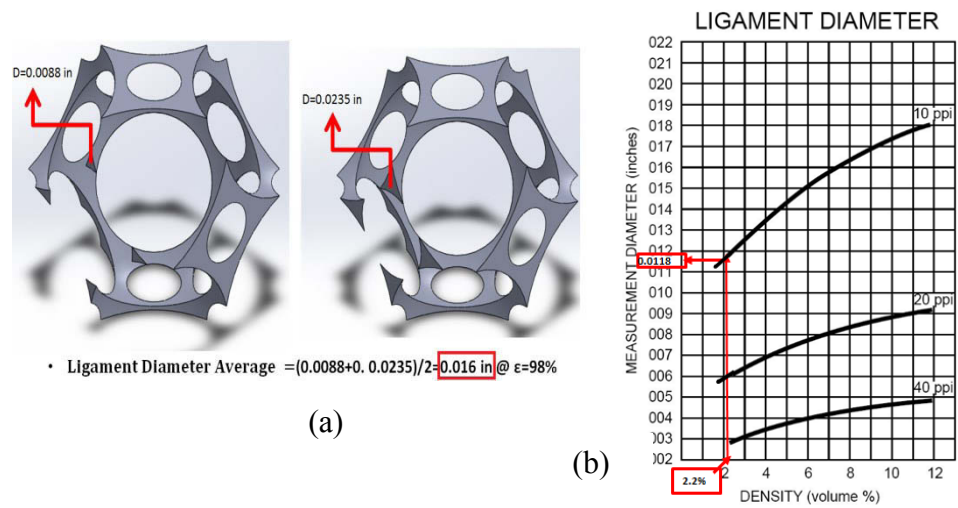 D=0.0088 in
D=0.0235 in
• Ligament Diameter Average =(0.0088+0. 0.0235)/2=0.016 in @ ε=98%
(a)
LIGAMENT DIAMETER
MEASUREMENT DIAMETER (inches)
022
021
020
019
018
017
016
015
014
013
012
0.0118
011
010
009
008
007
006
005
004
003
002
10 ppi
20 ppi
40 ppi
2
4
6
8
10
12
2.2%
DENSITY (volume %)
(b)